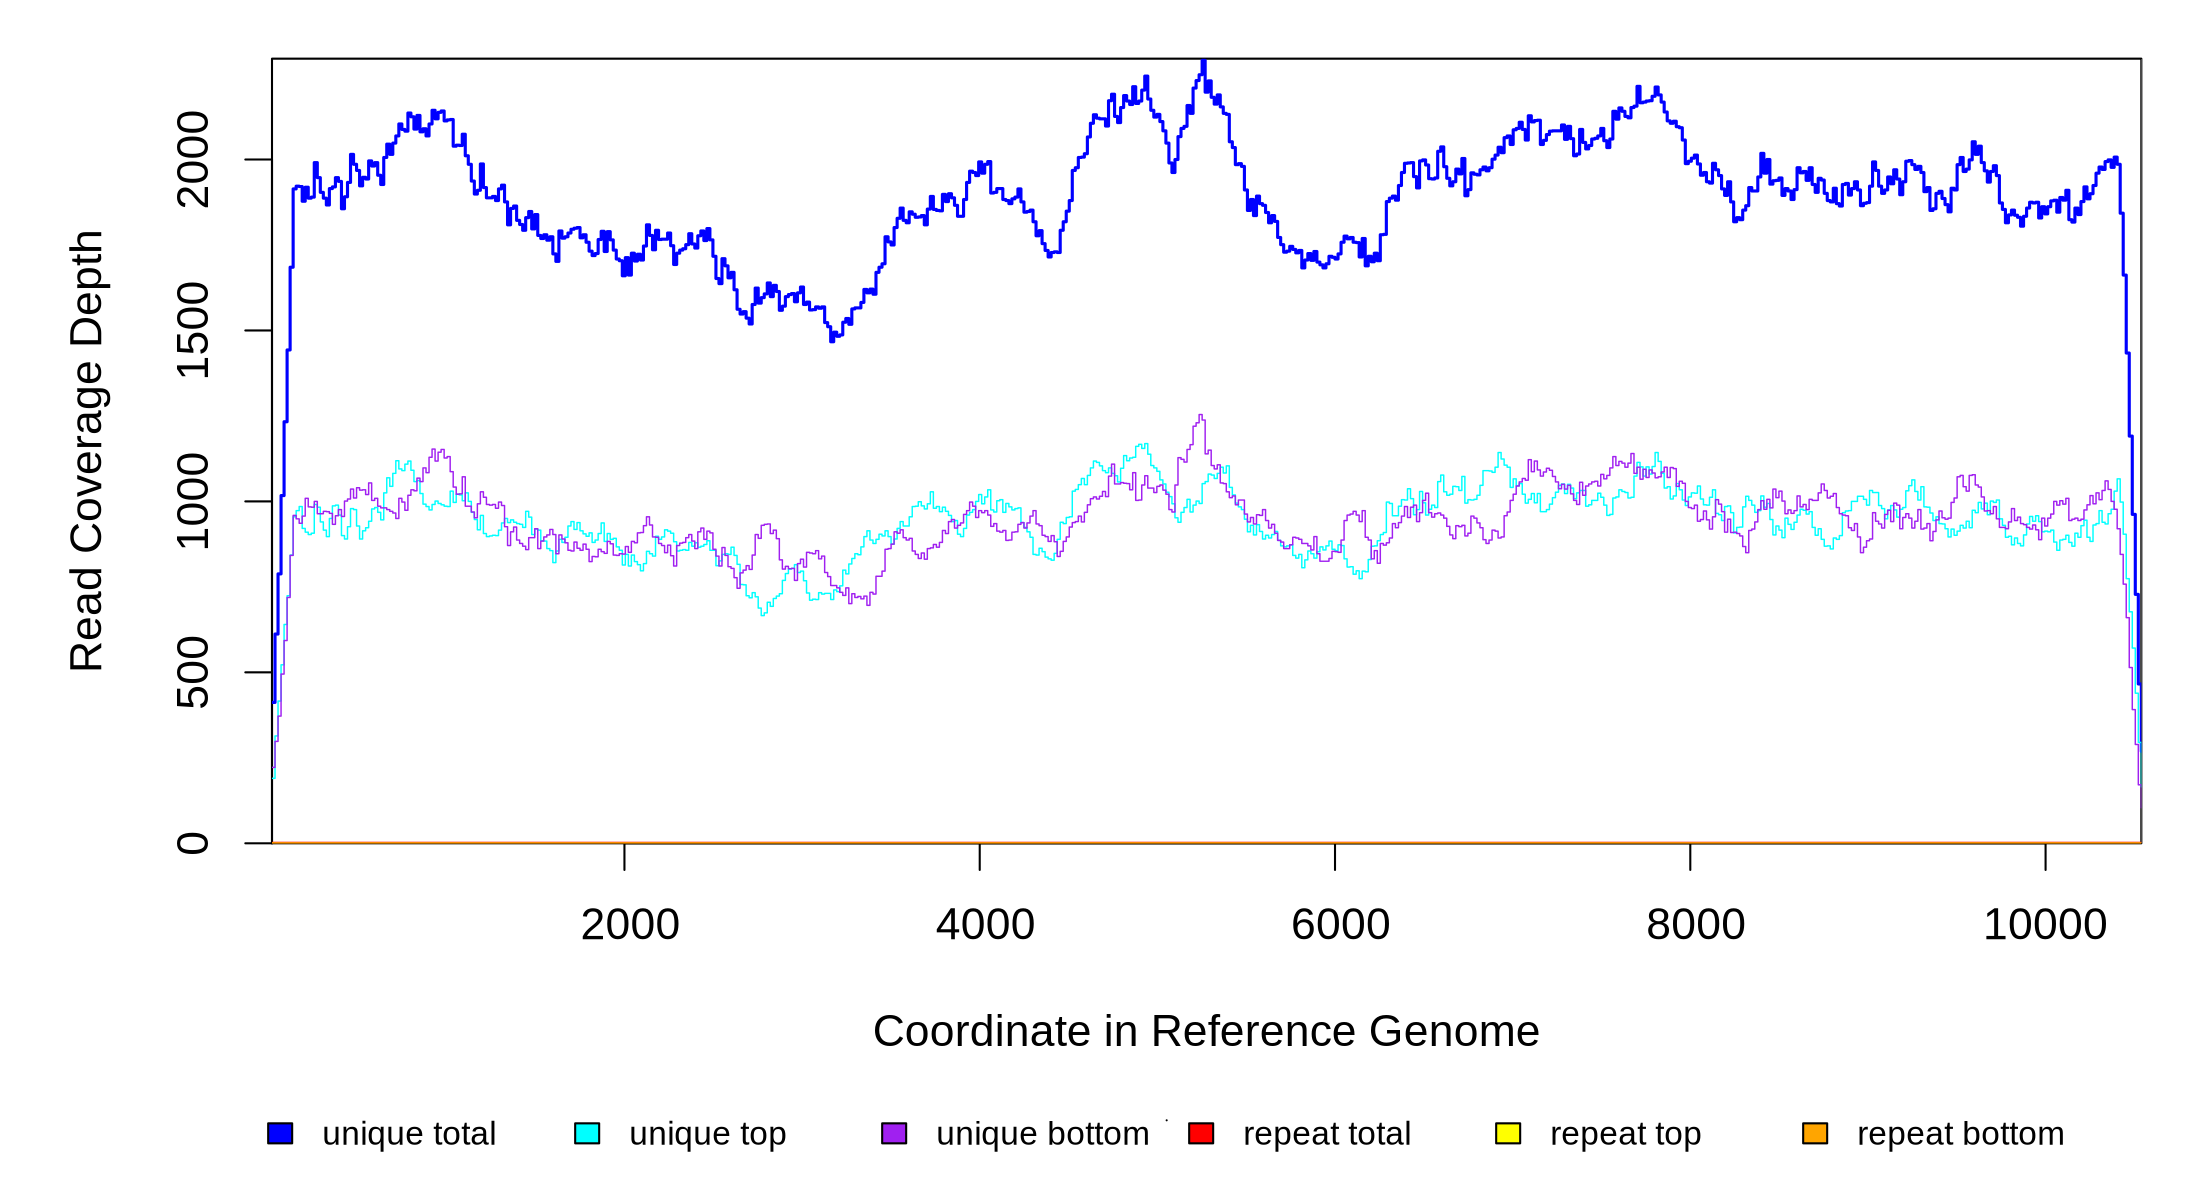 2000
1500
1000
500
0
Read Coverage Depth
2000 4000 6000 8000 10000
Coordinate in Reference Genome
unique total unique top unique bottom repeat total repeat top repeat bottom